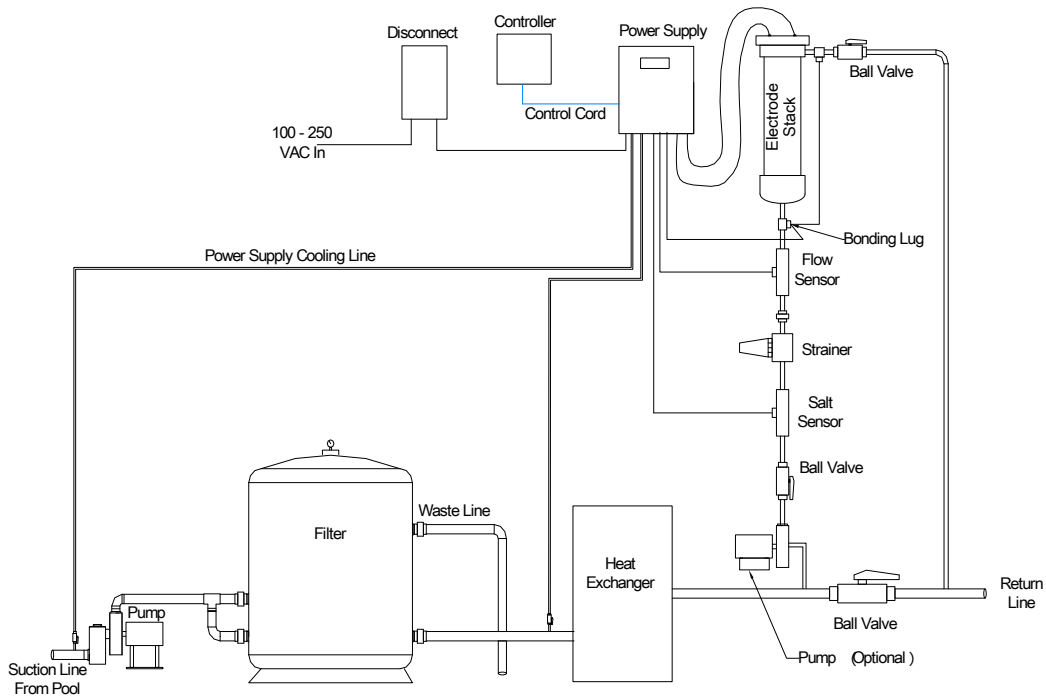 Controller
Disconnect
Power Supply
Ball Valve
Control Cord
100 - 250
VAC In
Electrode
Stack
Bonding Lug
Power Supply Cooling Line
Flow
Sensor
Strainer
Salt
Sensor
Ball Valve
Waste Line
Filter
Heat
Exchanger
Return
Line
Pump
Ball Valve
Pump (Optional )
Suction Line
From Pool